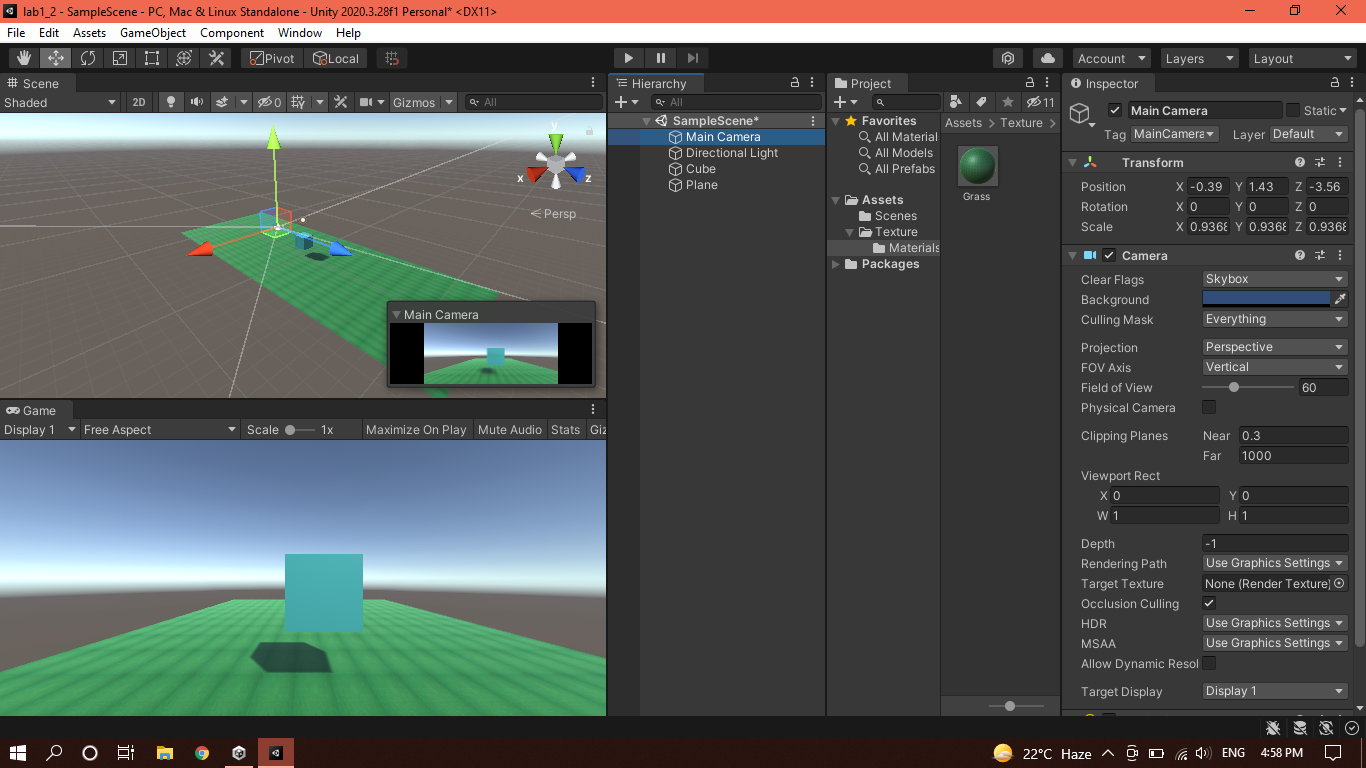 lab1_2 - SampleScene - PC, Mac & Linux Standalone - Unity 2020.3.28f1 Personal* <DX11>
File Edit Assets GameObject Component Window Help
Pivot Local Account Layers Layout
Scene
Shaded 2D 0 Gizmos All
y
x z
Persp
Main Camera
Game
Display 1 Free Aspect Scale 1x Maximize On Play Mute Audio Stats Giz
Hierarchy
All
SampleScene*
Main Camera
Directional Light
Cube
Plane
Project
11
Favorites
All Material
All Models
All Prefabs
Assets
Scenes
Texture
Materials
Packages
Assets > Texture >
Grass
Inspector
Main Camera Static
Tag MainCamera Layer Default
Transform
Position X -0.39 Y 1.43 Z -3.56
Rotation X 0 Y 0 Z 0
Scale X 0.9368 Y 0.9368 Z 0.9368
Camera
Clear Flags Skybox
Background
Culling Mask Everything
Projection Perspective
FOV Axis Vertical
Field of View 60
Physical Camera
Clipping Planes Near 0.3
Far 1000
Viewport Rect
X 0 Y 0
W 1 H 1
Depth -1
Rendering Path Use Graphics Settings
Target Texture None (Render Texture)
Occlusion Culling
HDR Use Graphics Settings
MSAA Use Graphics Settings
Allow Dynamic Resol
Target Display Display 1
22°C Haze ENG 4:58 PM